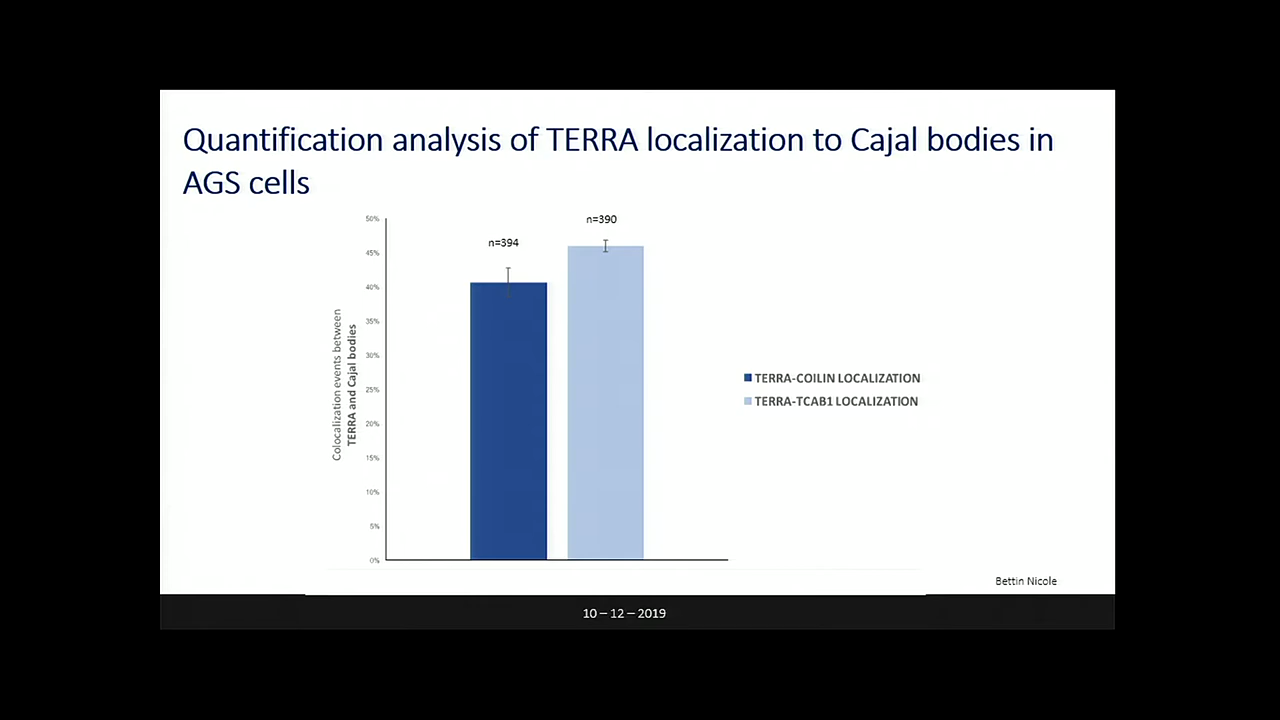 Quantification analysis of TERRA localization to Cajal bodies in
AGS cells
50%
45%
40%
35%
30%
25%
20%
15%
10%
5%
0%
Colocalization events between
TERRA and Cajal bodies
n=394
n=390
TERRA-COILIN LOCALIZATION
TERRA-TCAB1 LOCALIZATION
Bettin Nicole
10 – 12 – 2019